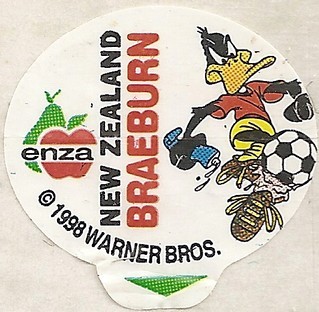 enza
NEW ZEALAND
BRAEBURN
© 1998 WARNER BROS.